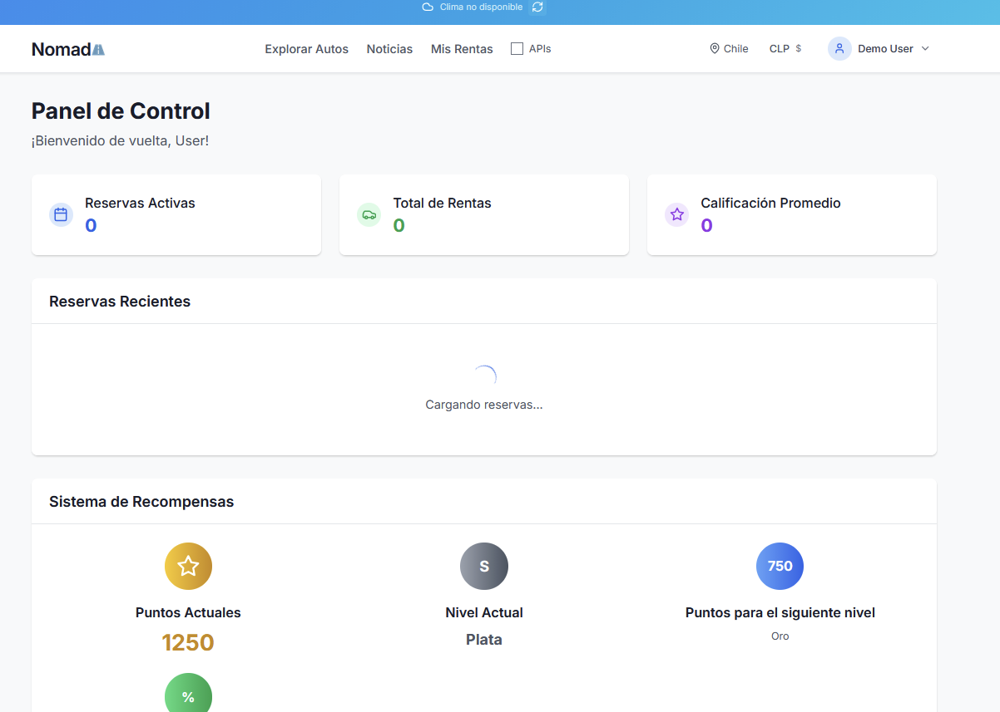 Clima no disponible
Nomad
Explorar Autos Noticias Mis Rentas APIs Chile CLP $ Demo User
Panel de Control
¡Bienvenido de vuelta, User!
Reservas Activas
0
Total de Rentas
0
Calificación Promedio
0
Reservas Recientes
Cargando reservas...
Sistema de Recompensas
Puntos Actuales
1250
S
Nivel Actual
Plata
750
Puntos para el siguiente nivel
Oro
%